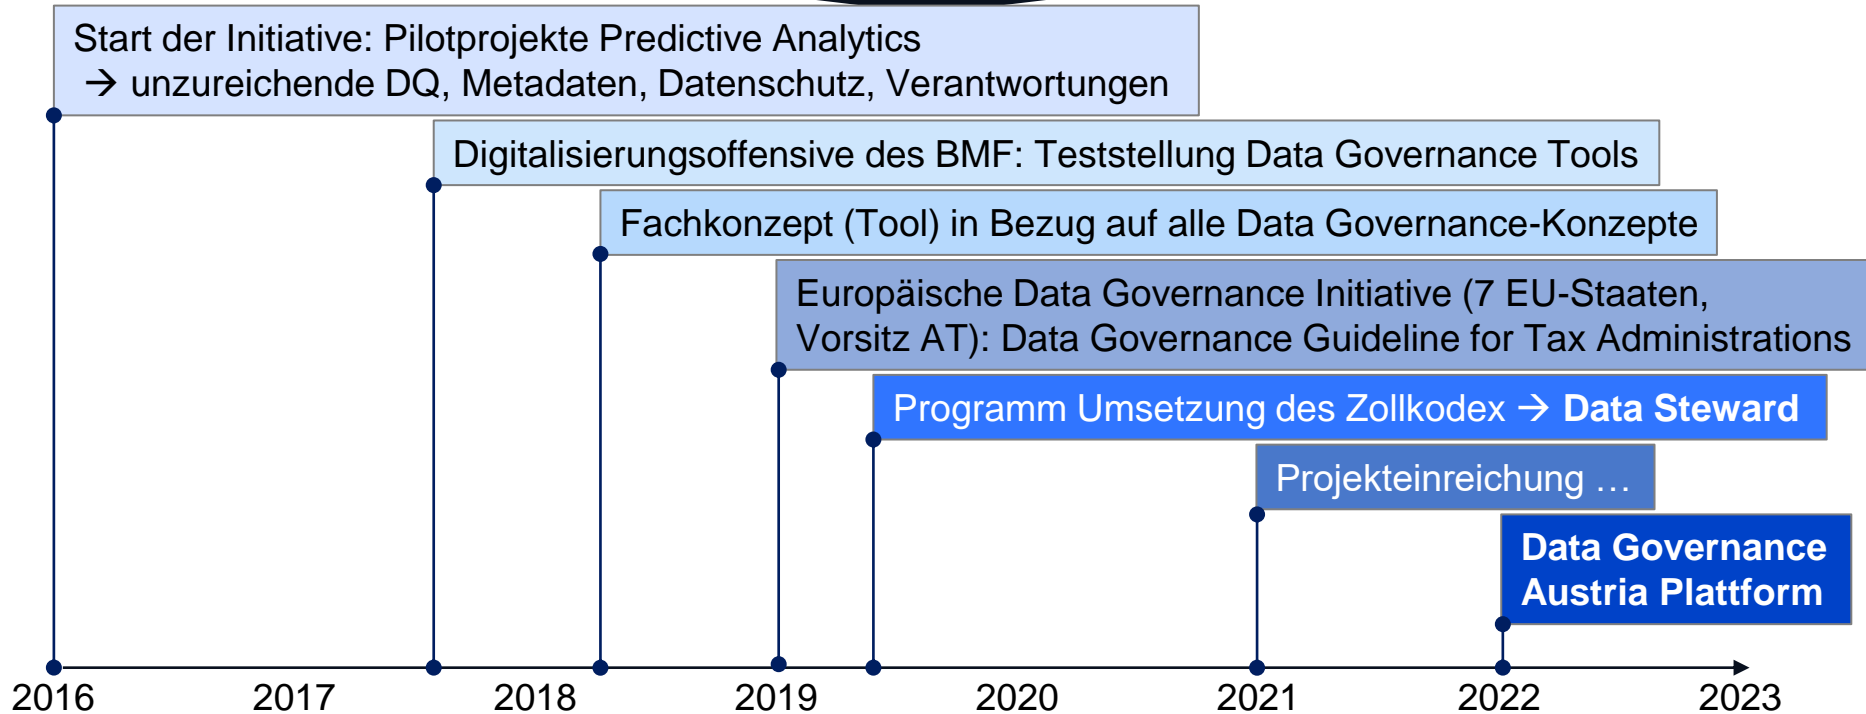 Start der Initiative: Pilotprojekte Predictive Analytics
→ unzureichende DQ, Metadaten, Datenschutz, Verantwortungen
Digitalisierungsoffensive des BMF: Teststellung Data Governance Tools
Fachkonzept (Tool) in Bezug auf alle Data Governance-Konzepte
Europäische Data Governance Initiative (7 EU-Staaten,
Vorsitz AT): Data Governance Guideline for Tax Administrations
Programm Umsetzung des Zollkodex → Data Steward
Projekteinreichung …
Data Governance
Austria Plattform
2016 2017 2018 2019 2020 2021 2022 2023